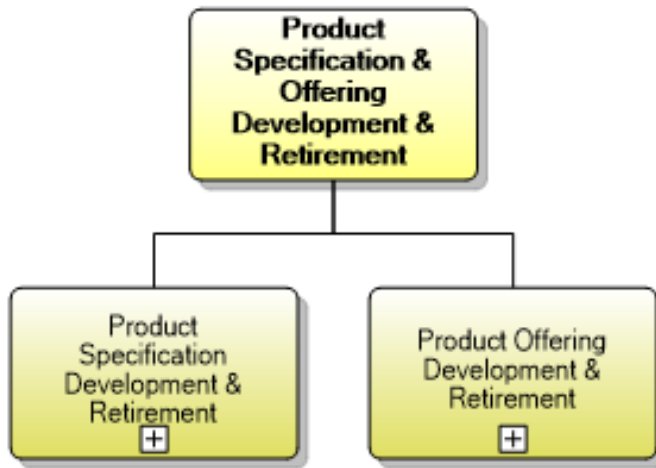 Product
Specification &
Offering
Development &
Retirement
Product
Specification
Development &
Retirement
Product Offering
Development &
Retirement